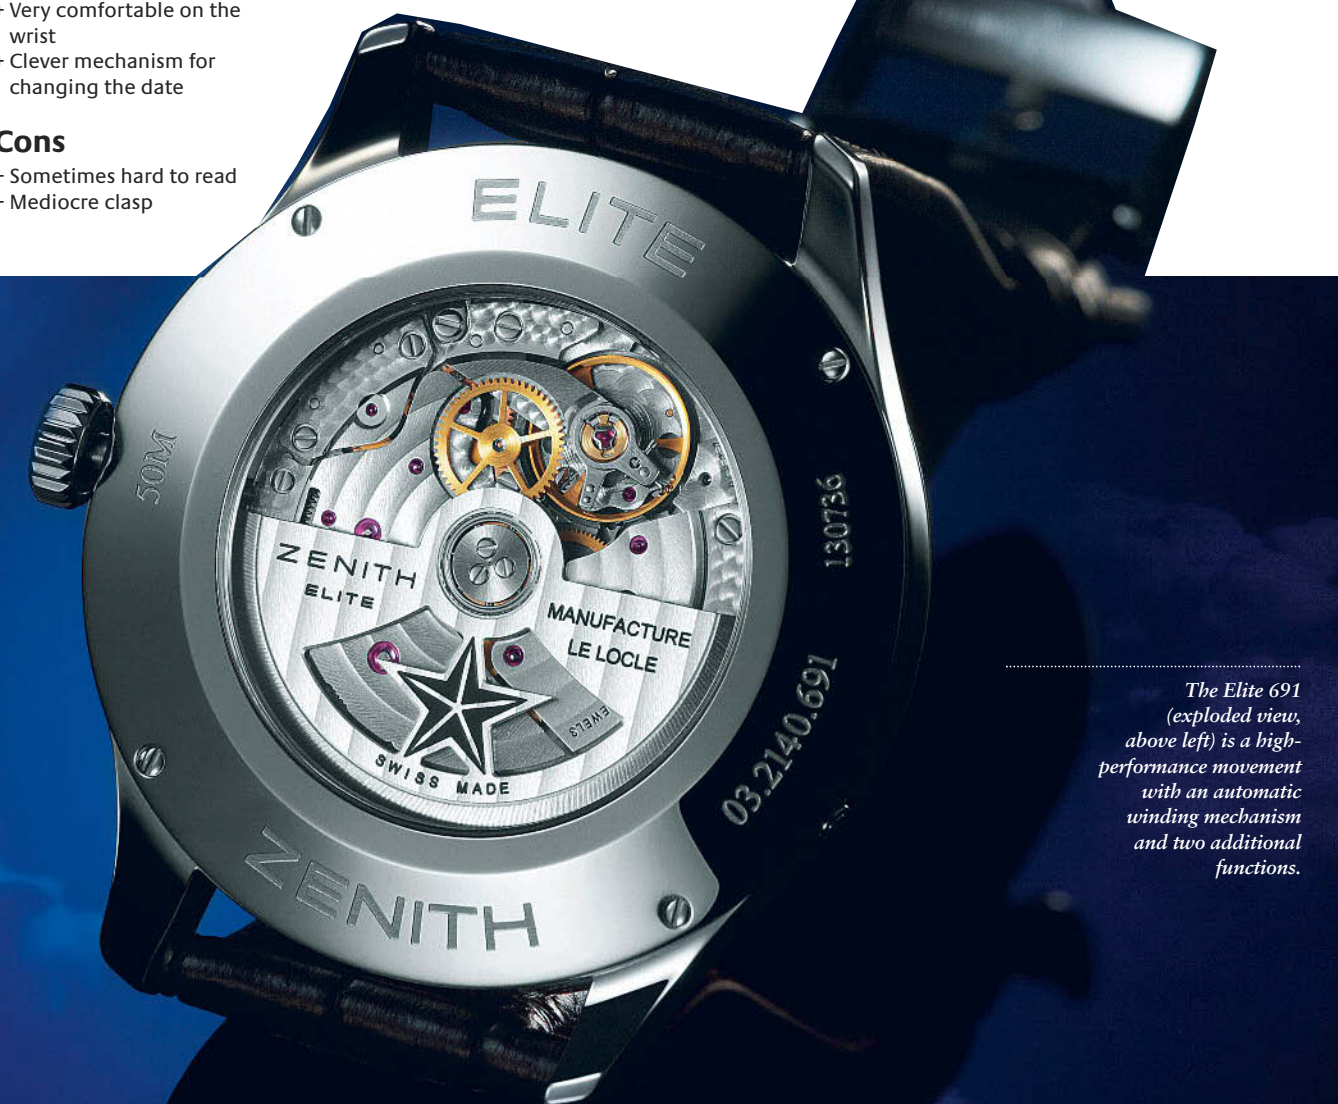 + Very comfortable on the
wrist
+ Clever mechanism for
changing the date
Cons
- Sometimes hard to read
- Mediocre clasp
ELITE
50M
130736
ZENITH
ELITE
MANUFACTURE
LE LOCLE
EWELS
SWISS MADE
03.2140.691
ZENITH
The Elite 691
(exploded view,
above left) is a high-
performance movement
with an automatic
winding mechanism
and two additional
functions.